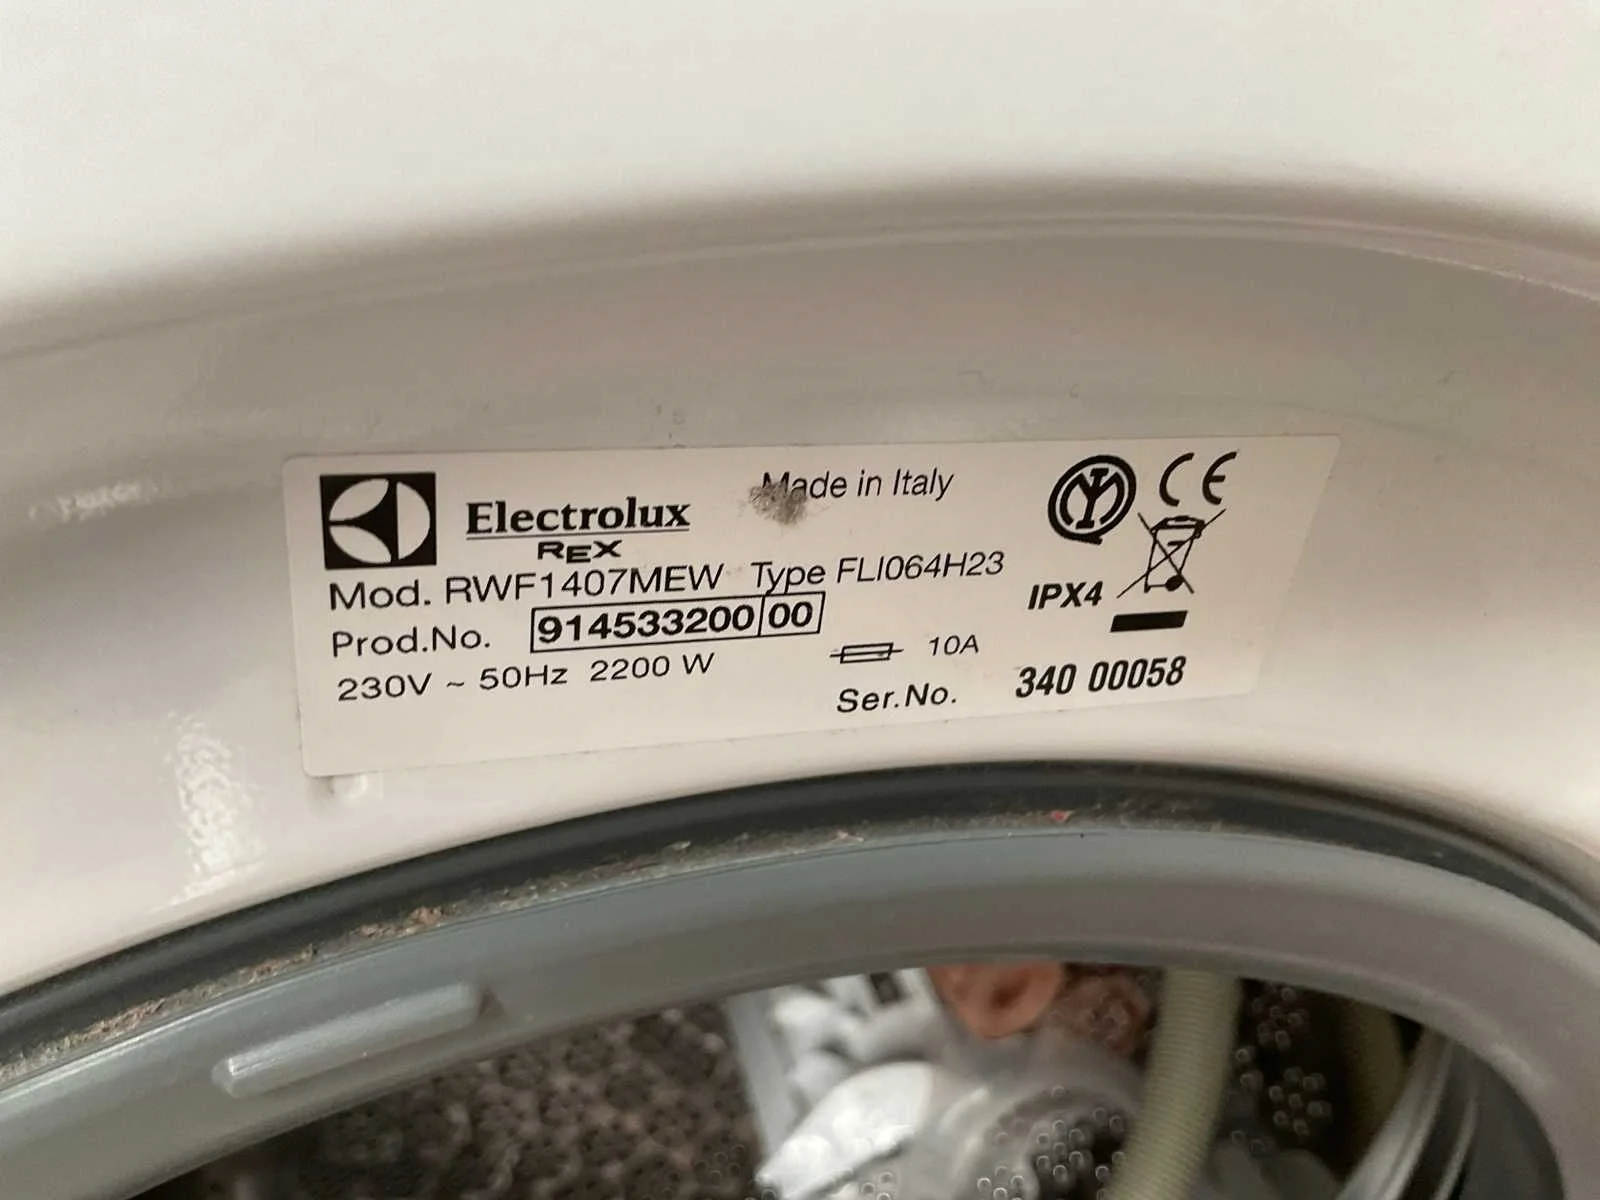 Electrolux
REX
Made in Italy
CE
Mod. RWF1407MEW Type FLI064H23
IPX4
Prod.No. 914533200 00
230V ~ 50Hz 2200 W
10A
Ser.No. 340 00058